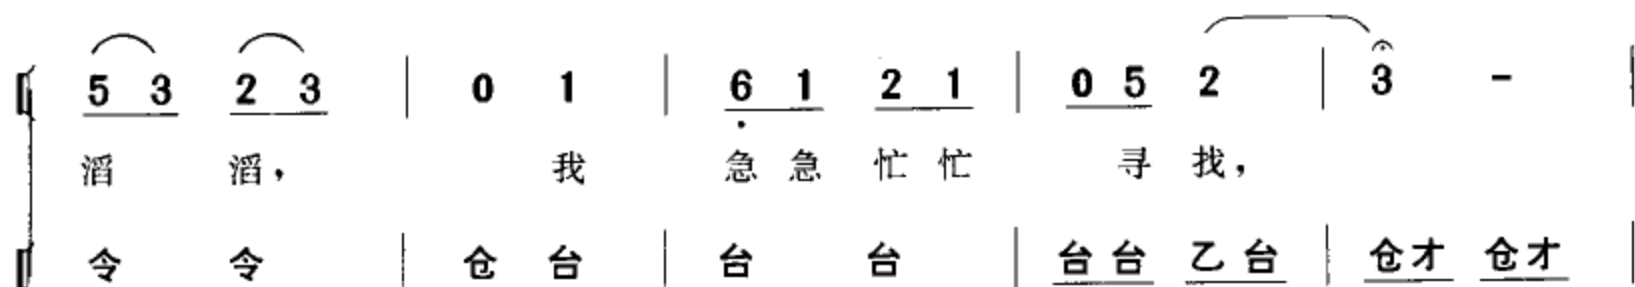 5 3 2 3 | 0 1 | 6 1 2 1 | 0 5 2 | 3 - |
滔 滔， 我 急 急 忙 忙 寻 找，
令 令 | 仓 台 | 台 台 | 台 台 乙 台 | 仓 才 仓 才 |